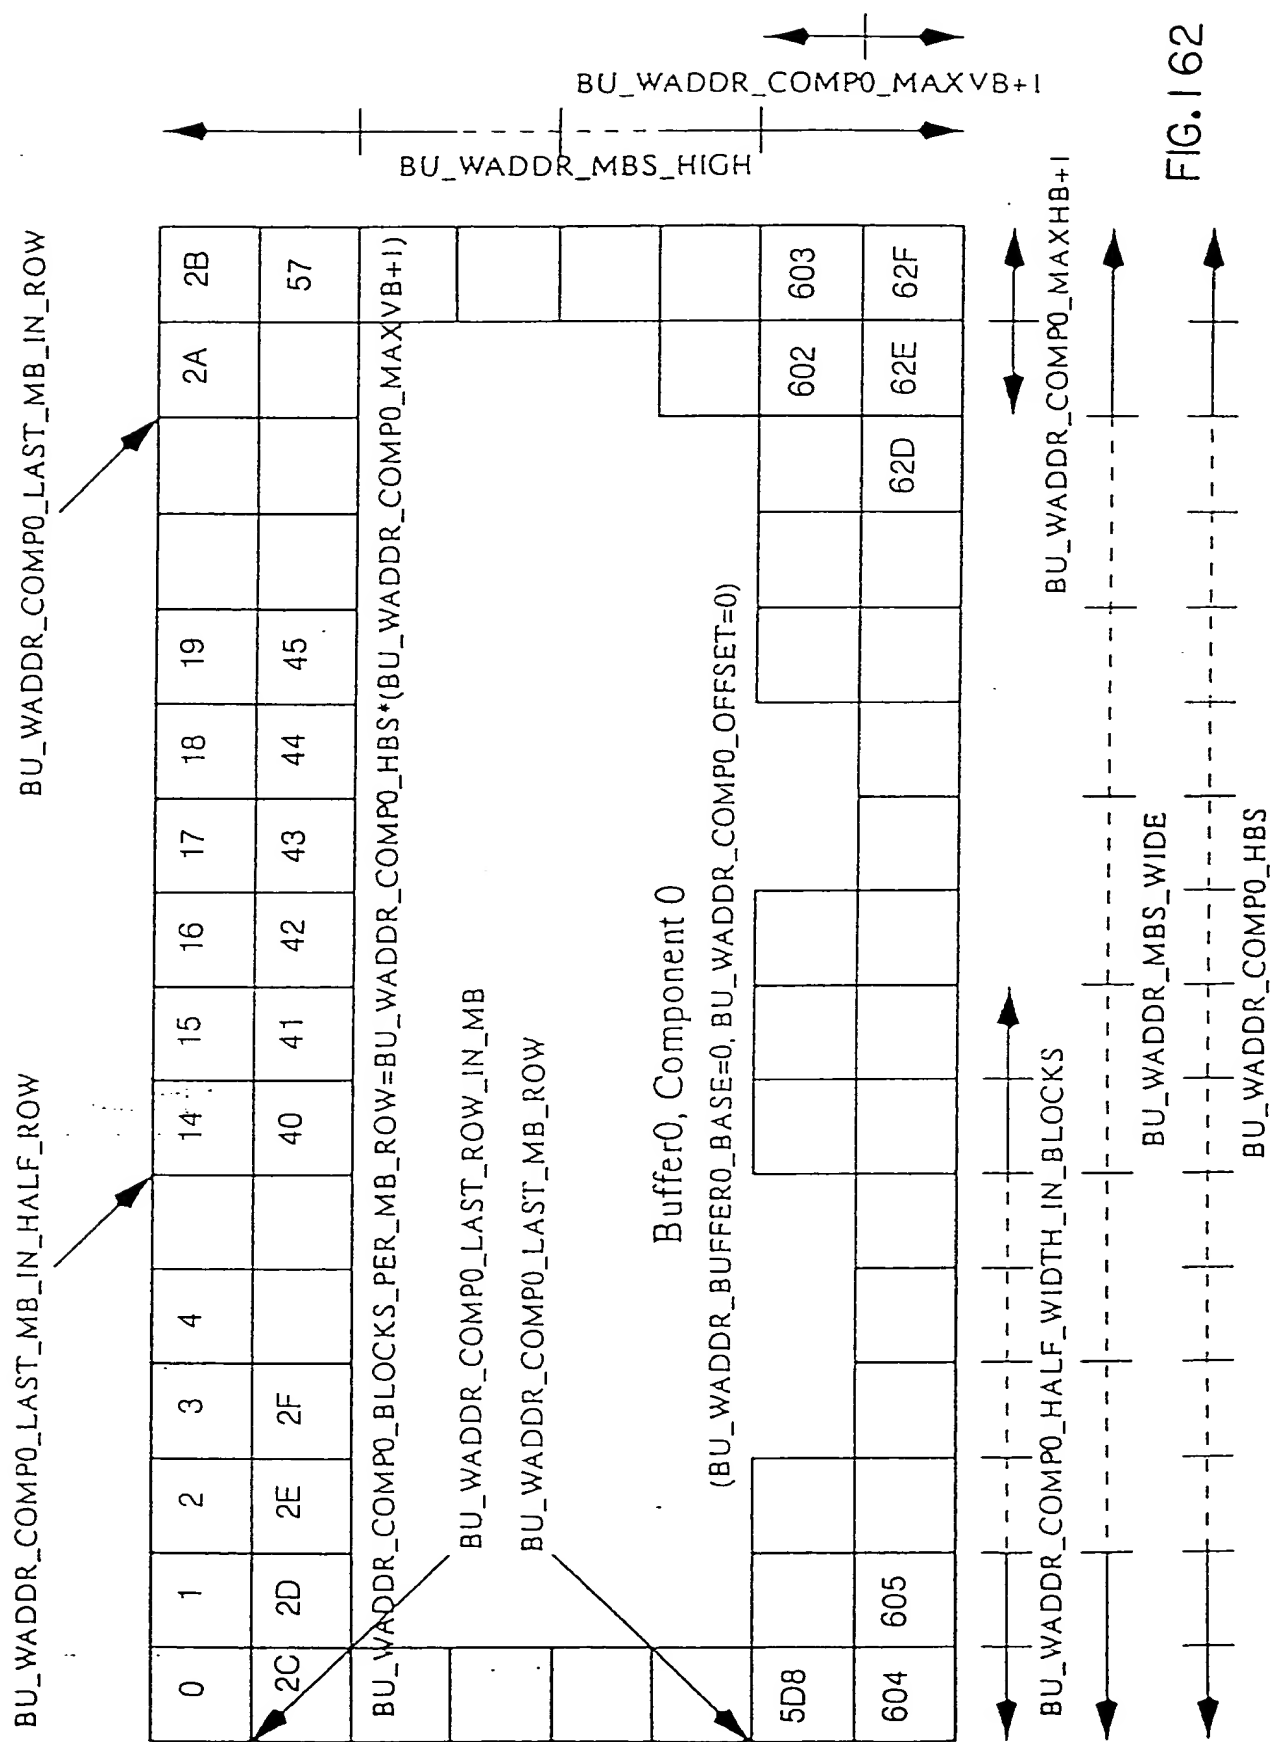 BU_WADDR_COMP0_LAST_MB_IN_HALF_ROW
BU_WADDR_COMP0_LAST_MB_IN_ROW
0 1 2 3 4 14 15 16 17 18 19 2A 2B
2C 2D 2E 2F 40 41 42 43 44 45 57
BU_WADDR_COMP0_BLOCKS_PER_MB_ROW=BU_WADDR_COMP0_HBS*(BU_WADDR_COMP0_MAXVB+1)
BU_WADDR_COMP0_LAST_ROW_IN_MB
BU_WADDR_COMP0_LAST_MB_ROW
Buffer0, Component 0
(BU_WADDR_BUFFER0_BASE=0, BU_WADDR_COMP0_OFFSET=0)
5D8 602 603
604 605 62D 62E 62F
BU_WADDR_MBS_HIGH
BU_WADDR_COMP0_MAXVB+1
BU_WADDR_COMP0_HALF_WIDTH_IN_BLOCKS
BU_WADDR_COMP0_MAXHB+1
BU_WADDR_MBS_WIDE
BU_WADDR_COMP0_HBS
FIG.162